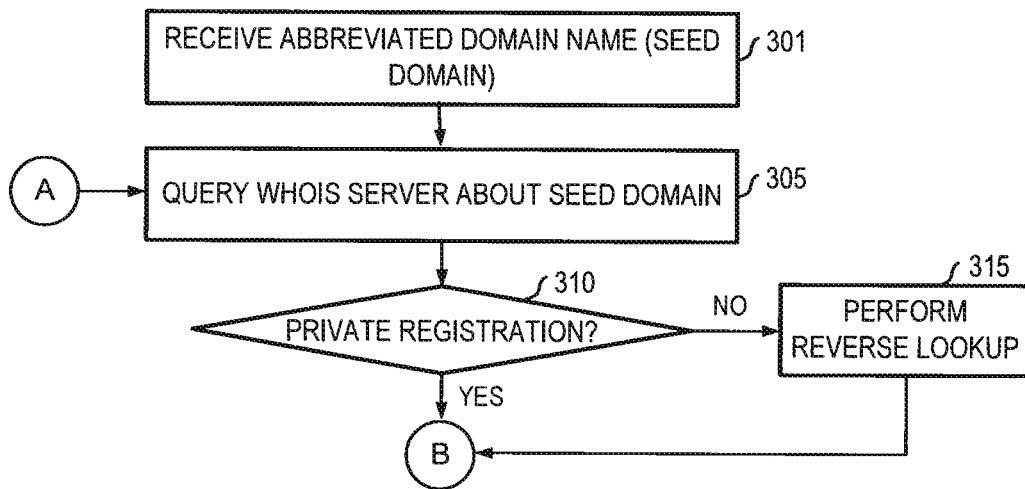 RECEIVE ABBREVIATED DOMAIN NAME (SEED
DOMAIN)
301
A
QUERY WHOIS SERVER ABOUT SEED DOMAIN
305
310
PRIVATE REGISTRATION?
NO
315
PERFORM
REVERSE LOOKUP
YES
B